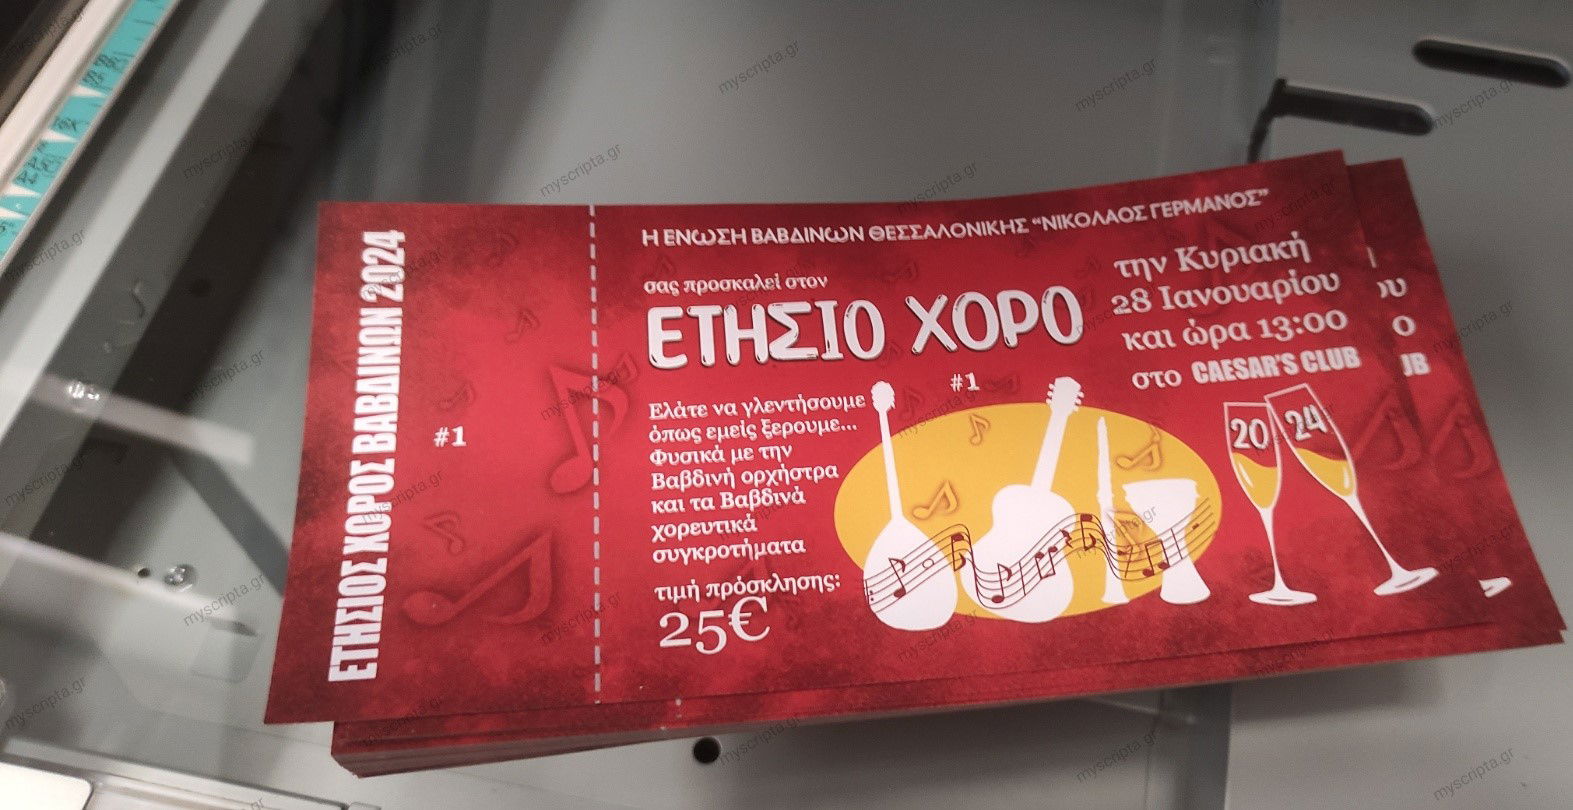 ΕΤΗΣΙΟΣ ΧΟΡΟΣ ΒΑΒΔΙΝΩΝ 2024
#1
Η ΕΝΩΣΗ ΒΑΒΔΙΝΩΝ ΘΕΣΣΑΛΟΝΙΚΗΣ “ΝΙΚΟΛΑΟΣ ΓΕΡΜΑΝΟΣ”
σας προσκαλεί στον
ΕΤΗΣΙΟ ΧΟΡΟ
#1
την Κυριακή
28 Ιανουαρίου
και ώρα 13:00
στο CAESAR’S CLUB
Ελάτε να γλεντήσουμε
όπως εμείς ξερουμε...
Φυσικά με την
Βαβδινή ορχήστρα
και τα Βαβδινά
χορευτικά
συγκροτήματα
τιμή πρόσκλησης:
25€
20 24
myscripta.gr